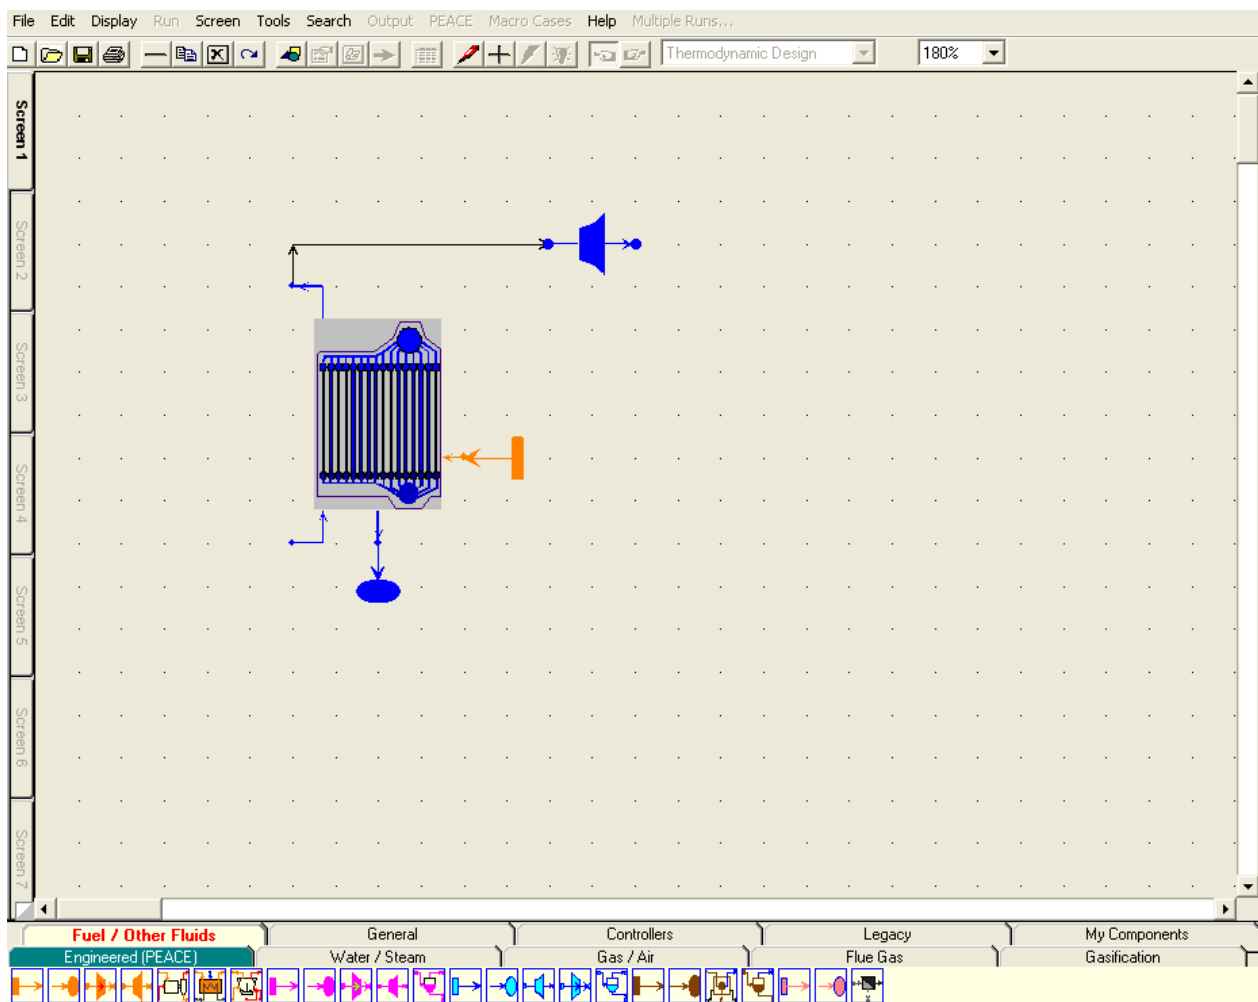 File Edit Display Run Screen Tools Search Output PEACE Macro Cases Help Multiple Runs...
Thermodynamic Design 180%
Screen 1
Screen 2
Screen 3
Screen 4
Screen 5
Screen 6
Screen 7
Fuel / Other Fluids General Controllers Legacy My Components
Engineered (PEACE) Water / Steam Gas / Air Flue Gas Gasification